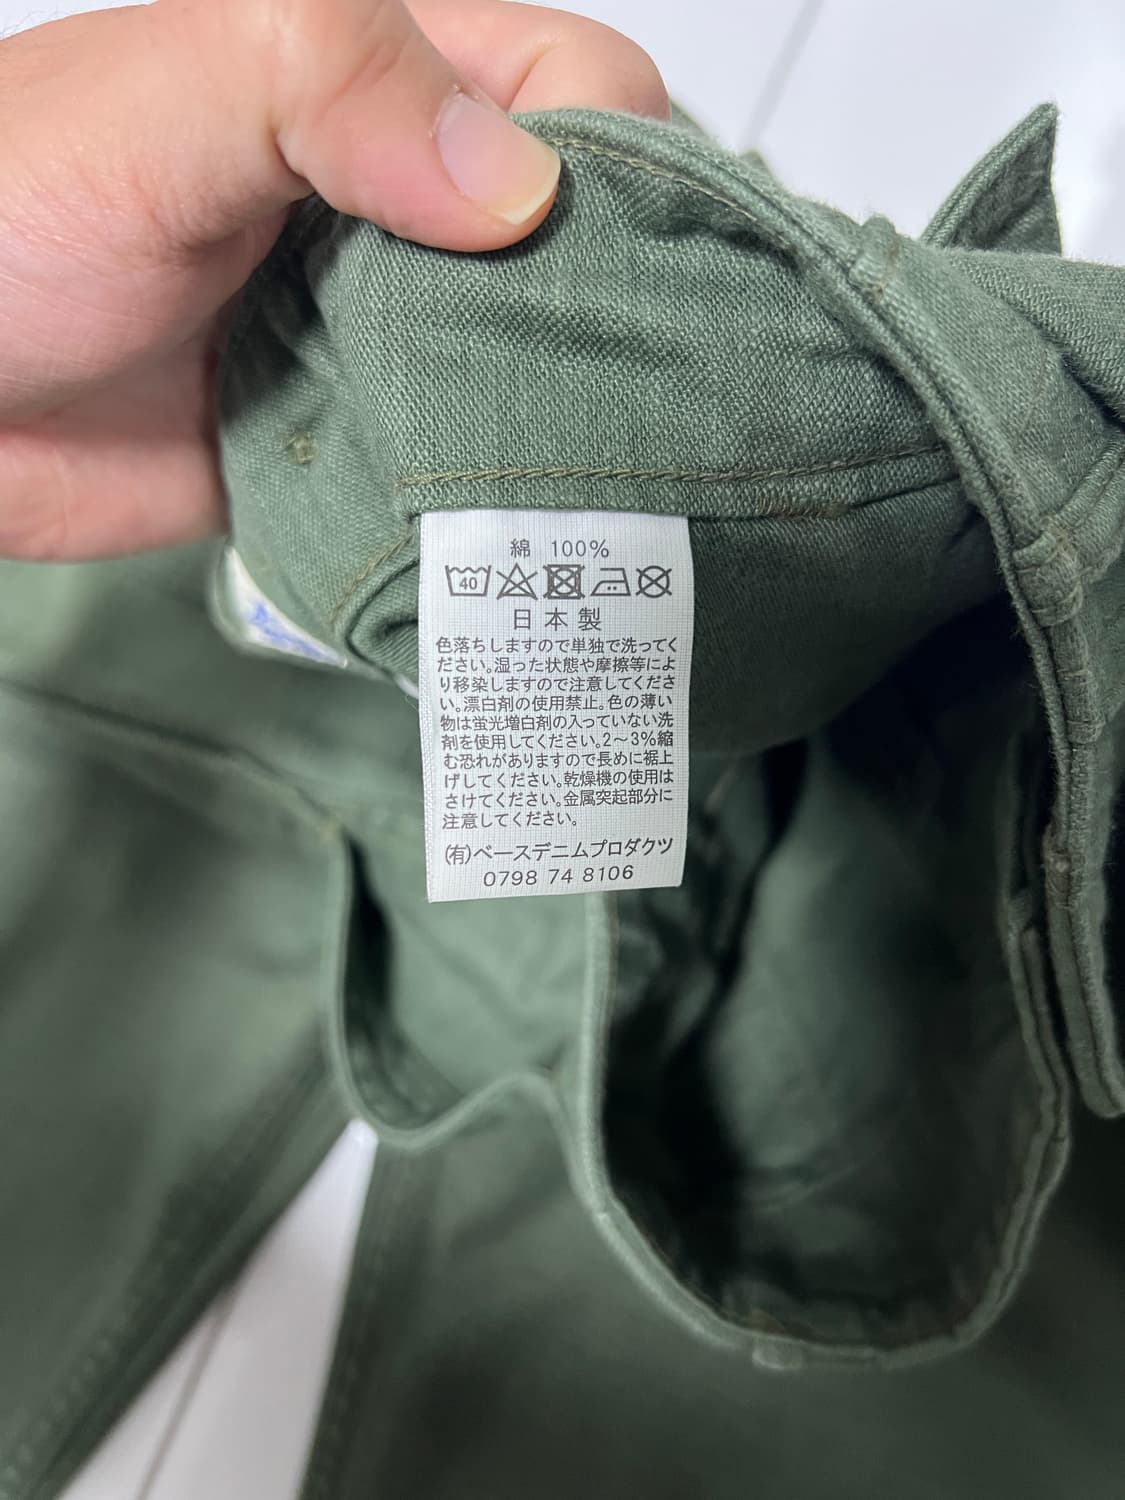 綿 100%
40
日本製
色落ちしますので単独で洗ってく
ださい。湿った状態や摩擦等によ
り移染しますので注意してくださ
い。漂白剤の使用禁止。色の薄い
物は蛍光増白剤の入っていない洗
剤を使用してください。2～3%縮
む恐れがありますので長めに裾上
げしてください。乾燥機の使用は
さけてください。金属突起部分に
注意してください。
(有)ベースデニムプロダクツ
0798 74 8106